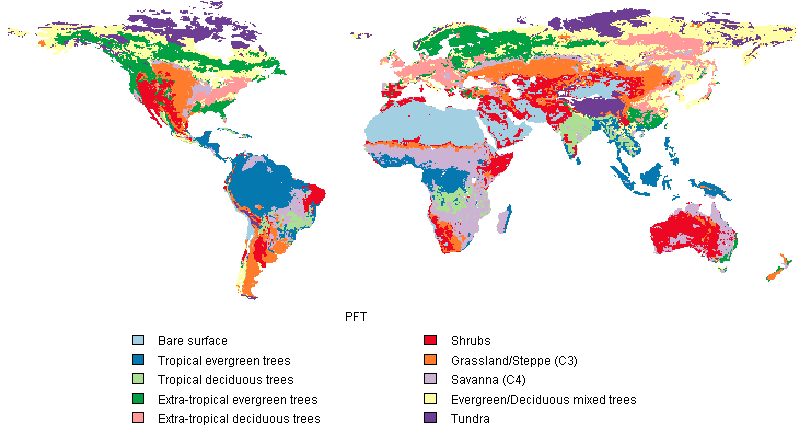 PFT
Bare surface
Tropical evergreen trees
Tropical deciduous trees
Extra-tropical evergreen trees
Extra-tropical deciduous trees
Shrubs
Grassland/Steppe (C3)
Savanna (C4)
Evergreen/Deciduous mixed trees
Tundra